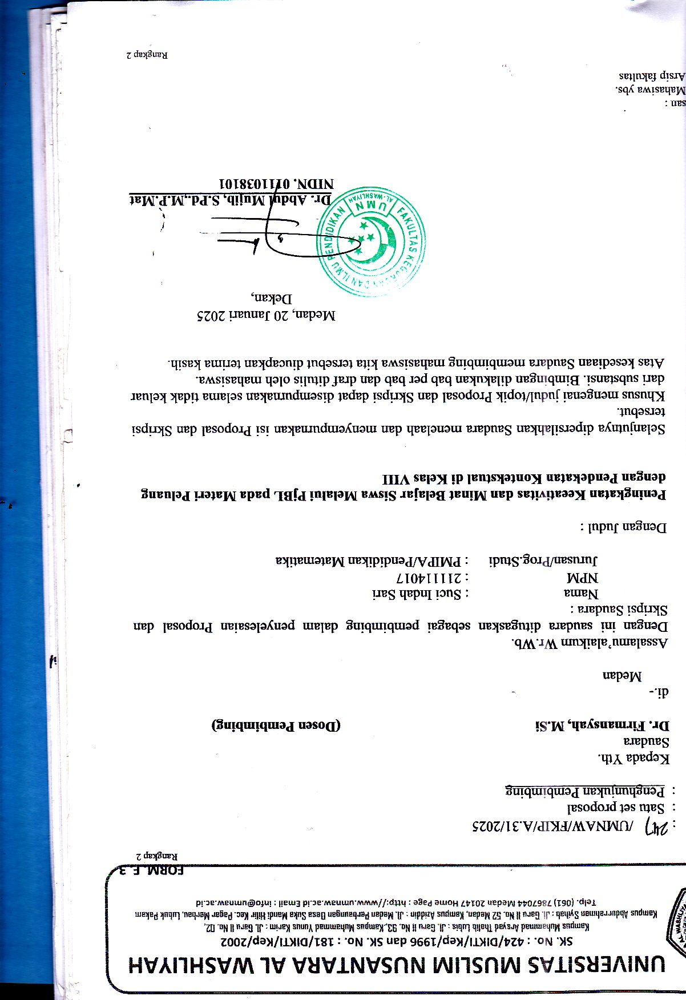 UNIVERSITAS MUSLIM NUSANTARA AL WASHLIYAH
SK. No. : 424/DIKTI/Kep/1996 dan SK. No. : 181/DIKTI/Kep/2002
Kampus Muhammad Arsyad Thalib Lubis : Jl. Garu II No. 93,Kampus Muhammad Yunus Karim : Jl. Garu II No. 02,
Kampus Abdurrahman Syihab : Jl. Garu II No. 52 Medan, Kampus Aziddin : Jl. Medan Perbaungan Desa Suka Mandi Hilir Kec. Pagar Merbau, Lubuk Pakam
Telp. (061) 7867044 Medan 20147 Home Page : http://www.umnaw.ac.id Email : info@umnaw.ac.id
FORM. F. 3
Rangkap 2
: 247 /UMNAW/FKIP/A.31/2025
: Satu set proposal
: Penghunjukan Pembimbing
Kepada Yth.
Saudara
Dr. Firmansyah, M.Si (Dosen Pembimbing)
di.-
Medan
Assalamu'alaikum Wr.Wb.
Dengan ini saudara ditugaskan sebagai pembimbing dalam penyelesaian Proposal dan
Skripsi Saudara :
Nama : Suci Indah Sari
NPM : 211114017
Jurusan/Prog.Studi : PMIPA/Pendidikan Matematika
Dengan Judul :
Peningkatan Keeativitas dan Minat Belajar Siswa Melalui PjBL pada Materi Peluang
dengan Pendekatan Kontekstual di Kelas VIII
Selanjutnya dipersilahkan Saudara menelaah dan menyempurnakan isi Proposal dan Skripsi
tersebut.
Khusus mengenai judul/topik Proposal dan Skripsi dapat disempurnakan selama tidak keluar
dari substansi. Bimbingan dilakukan bab per bab dan draf ditulis oleh mahasiswa.
Atas kesediaan Saudara membimbing mahasiswa kita tersebut diucapkan terima kasih.
Medan, 20 Januari 2025
Dekan,
FAKULTAS KEGURUAN DAN ILMU PENDIDIKAN
UMN
AL-WASHLIYAH
Dr. Abdul Mujib, S.Pd.,M.P.Mat
NIDN. 0111038101
san :
Mahasiwa ybs.
Arsip fakultas
Rangkap 2